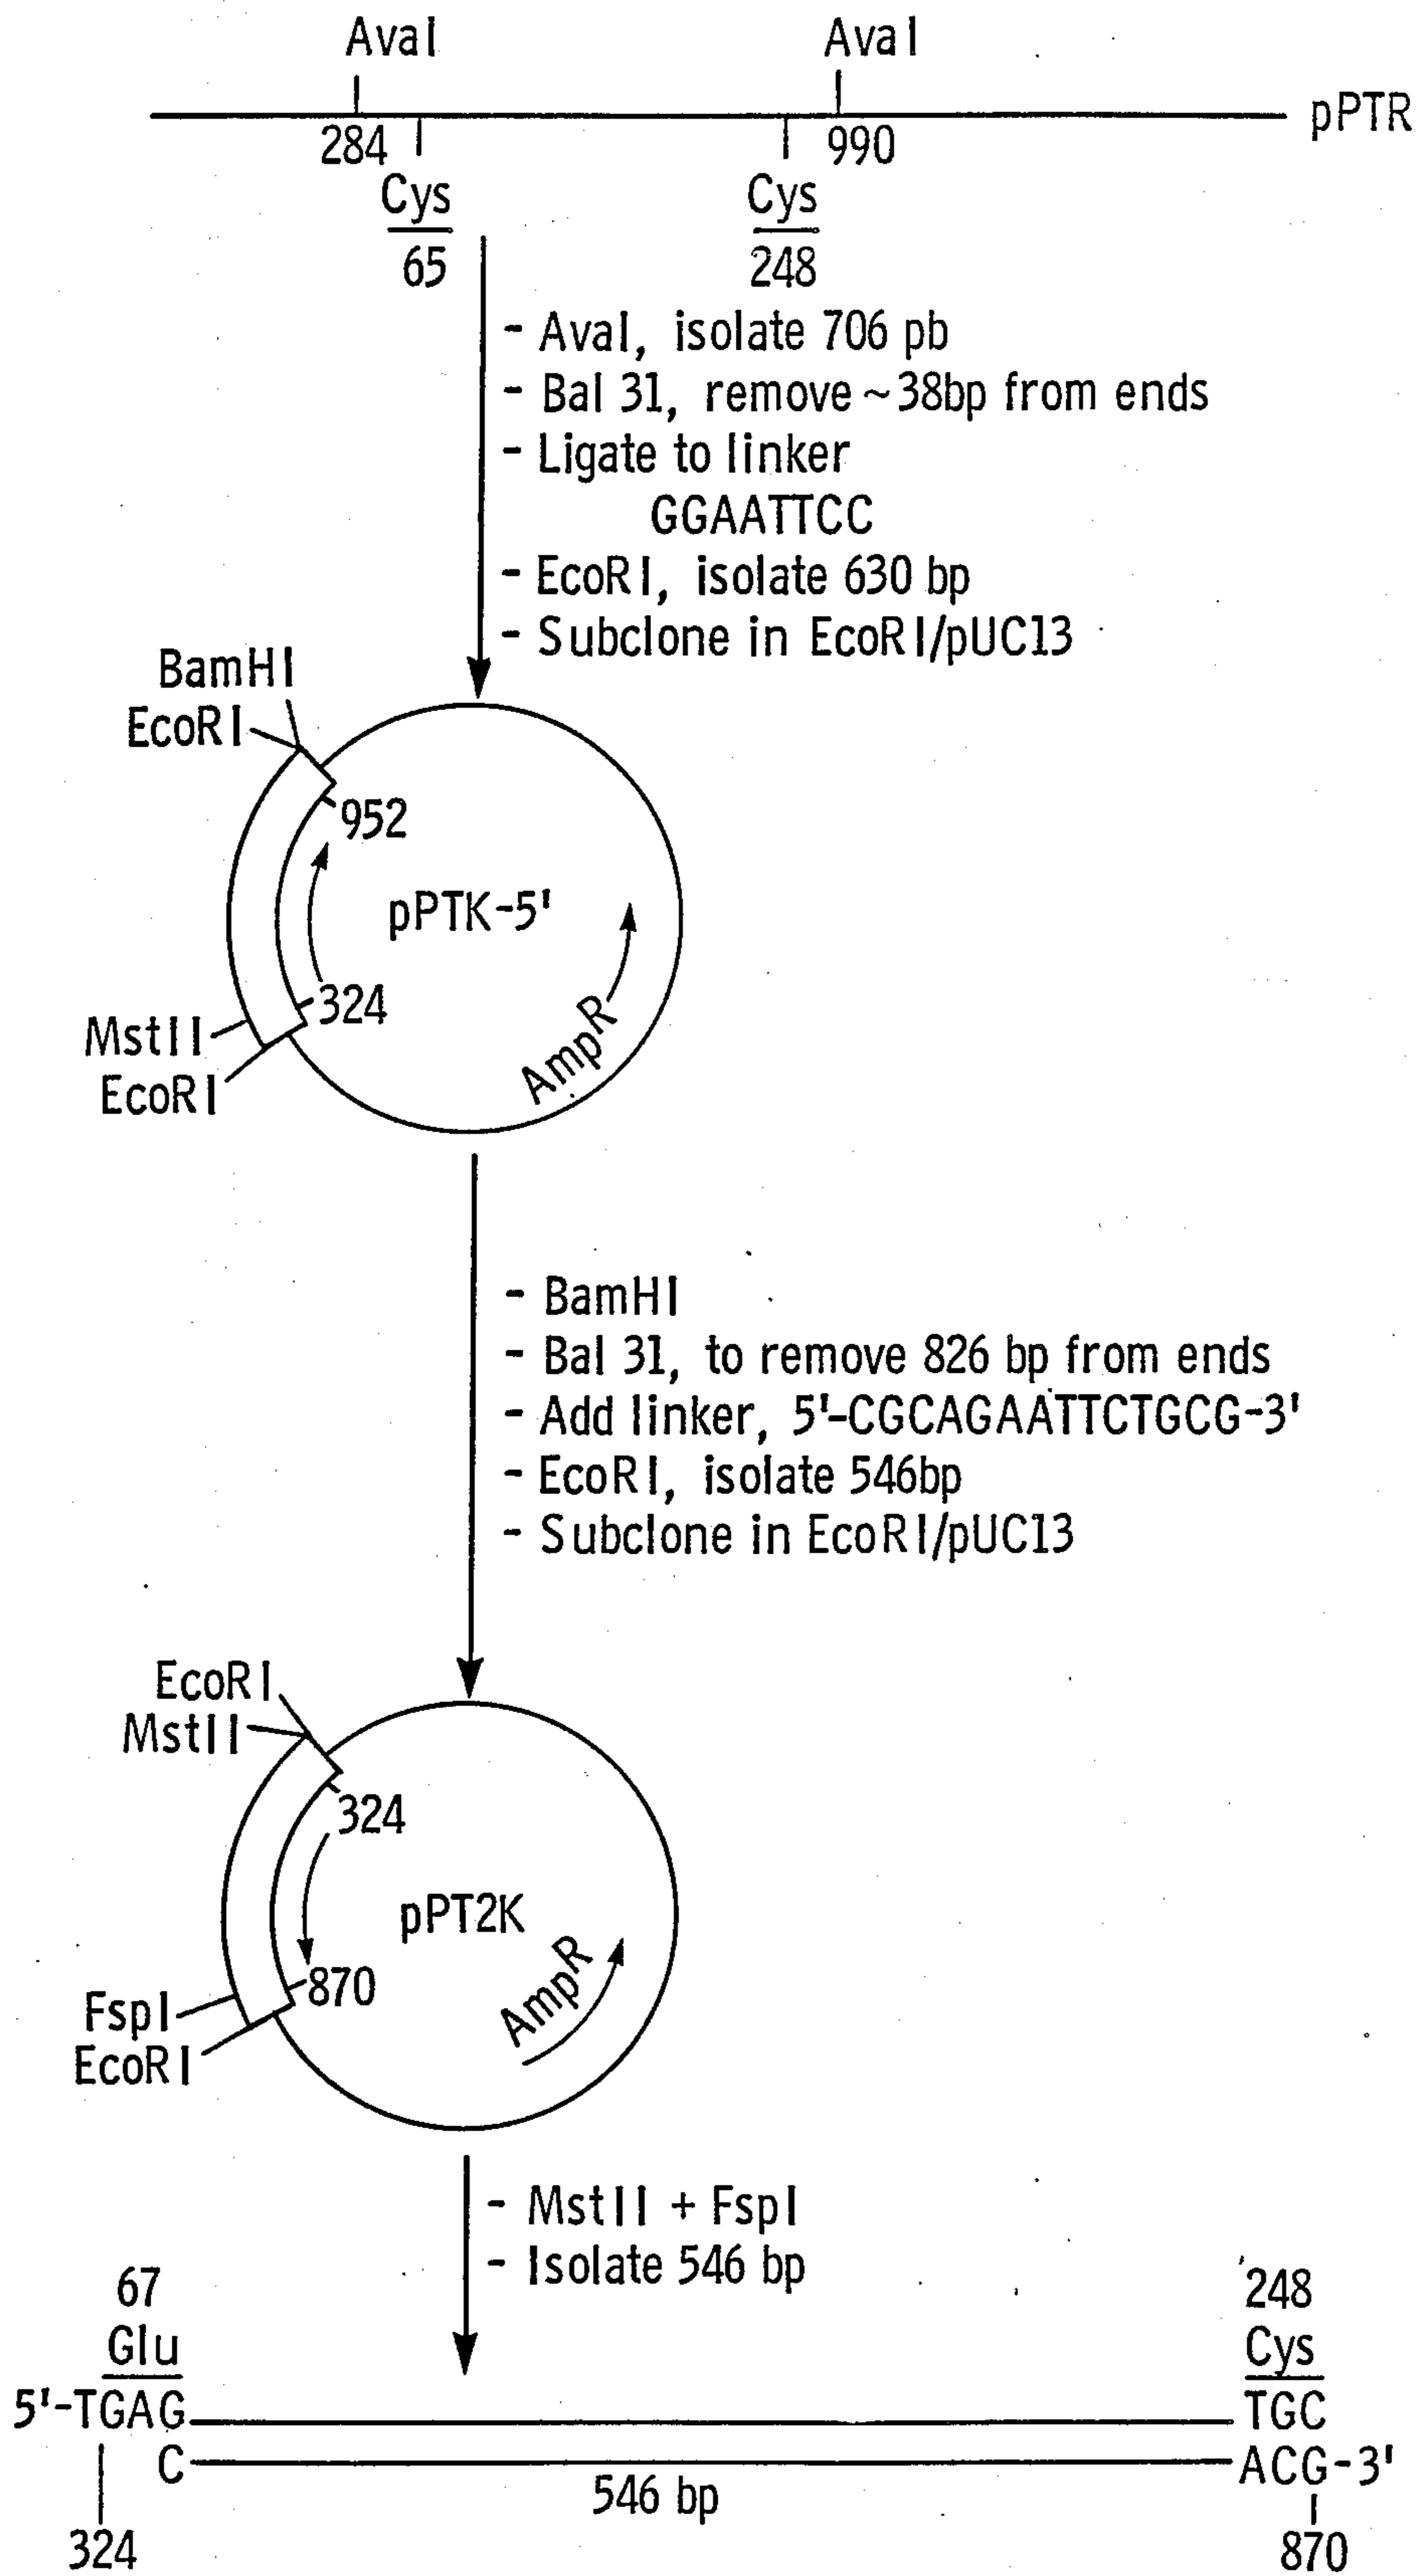 AvaI AvaI
pPTR
284 990
Cys Cys
65 248
- AvaI, isolate 706 pb
- Bal 31, remove ~38bp from ends
- Ligate to linker
GGAATTCC
- EcoRI, isolate 630 bp
- Subclone in EcoRI/pUC13
BamHI
EcoRI
952
pPTK-5'
324
MstII
EcoRI
AmpR
- BamHI
- Bal 31, to remove 826 bp from ends
- Add linker, 5'-CGCAGAATTCTGCG-3'
- EcoRI, isolate 546bp
- Subclone in EcoRI/pUC13
EcoRI
MstII
324
pPT2K
870
FspI
EcoRI
AmpR
- MstII + FspI
- Isolate 546 bp
67 248
Glu Cys
5'-TGAG TGC
C ACG-3'
546 bp
324 870